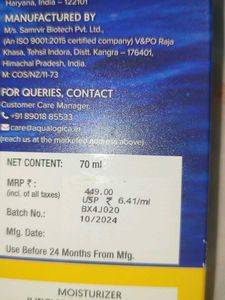 Haryana, India – 122101
MANUFACTURED BY
M/s. Samrvir Biotech Pvt. Ltd.,
(An ISO 9001:2015 certified company) V&PO Raja
Khasa, Tehsil Indora, Distt. Kangra – 176401,
Himachal Pradesh, India.
M: COS/NZ/11-73
FOR QUERIES, CONTACT
Customer Care Manager,
+91 89018 85533
care@aqualogica.in
(reach us at the marketed address above)
NET CONTENT: 70 ml
MRP ₹ : 449.00
(incl. of all taxes) USP ₹ 6.41/ml
Batch No.: BX4J020
10/2024
Mfg. Date:
Use Before 24 Months From Mfg.
MOISTURIZER